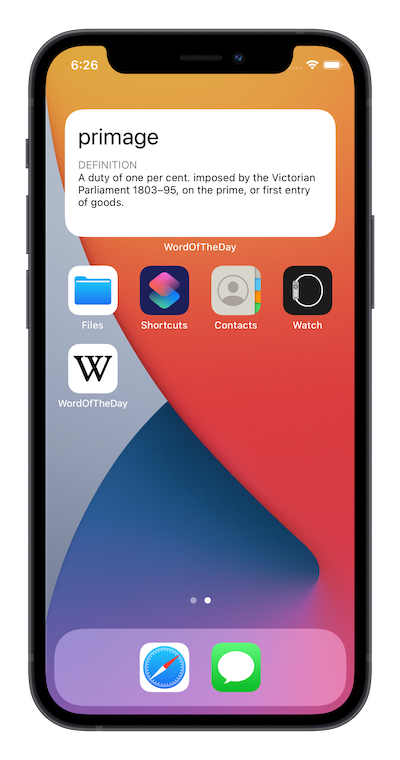 6:26
primage
DEFINITION
A duty of one per cent. imposed by the Victorian
Parliament 1803–95, on the prime, or first entry
of goods.
WordOfTheDay
Files Shortcuts Contacts Watch
W
WordOfTheDay